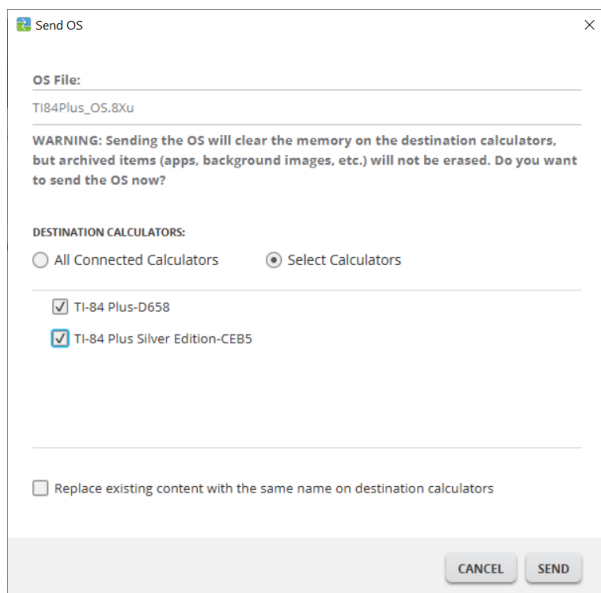 Send OS
OS File:
TI84Plus_OS.8Xu
WARNING: Sending the OS will clear the memory on the destination calculators,
but archived items (apps, background images, etc.) will not be erased. Do you want
to send the OS now?
DESTINATION CALCULATORS:
All Connected Calculators Select Calculators
TI-84 Plus-D658
TI-84 Plus Silver Edition-CEB5
Replace existing content with the same name on destination calculators
CANCEL SEND